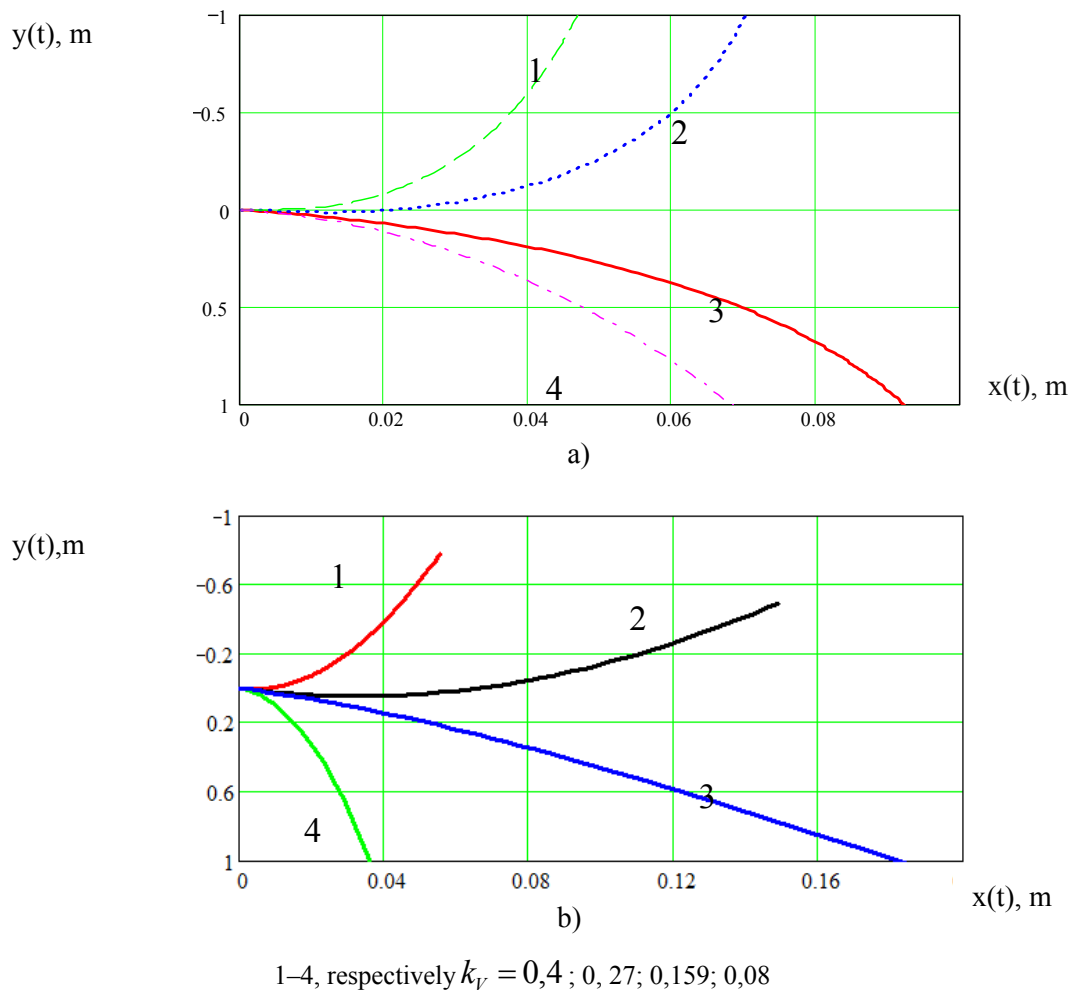 y(t), m
−1
−0.5
0
0.5
1
1
2
3
4
0 0.02 0.04 0.06 0.08
x(t), m
a)
y(t),m
−1
−0.6
−0.2
0.2
0.6
1
1
2
3
4
0 0.04 0.08 0.12 0.16
x(t), m
b)
1–4, respectively k_V = 0,4 ; 0, 27; 0,159; 0,08